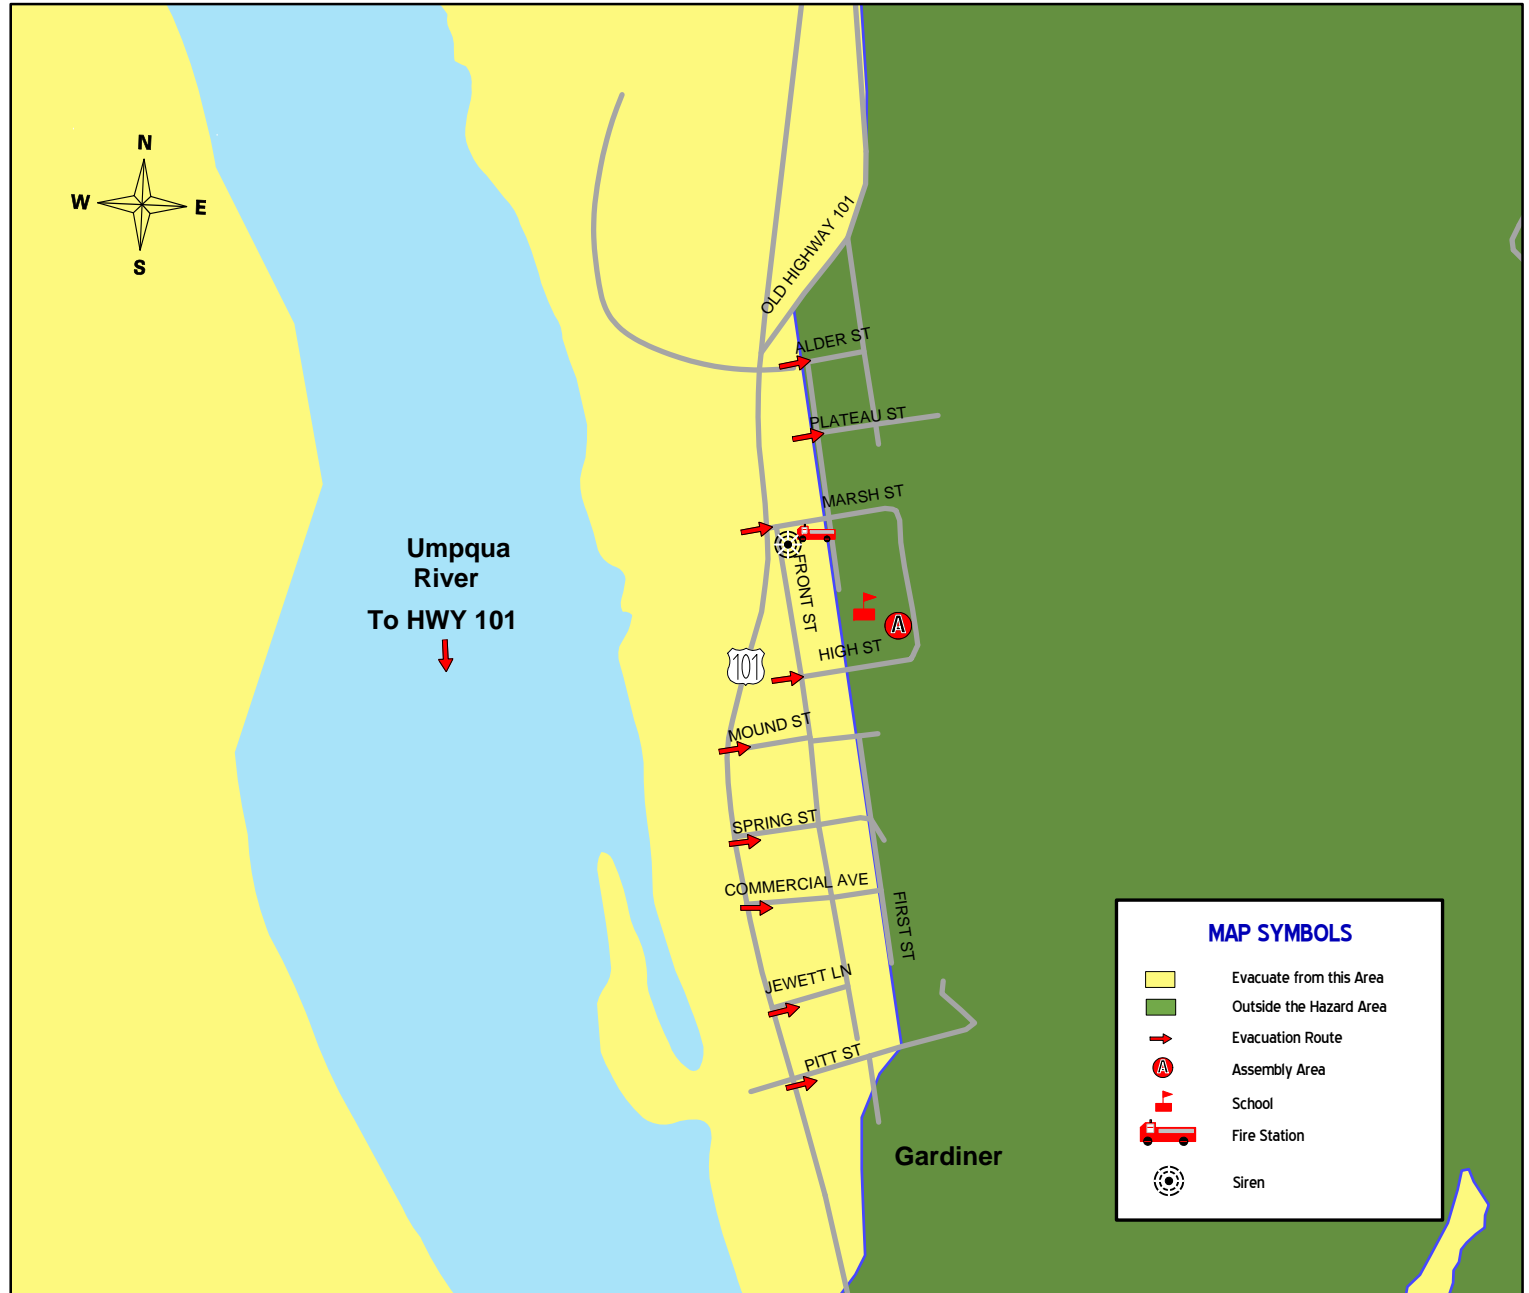 N
W
E
S
OLD HIGHWAY 101
ALDER ST
PLATEAU ST
MARSH ST
FRONT ST
Umpqua
River
To HWY 101
A
HIGH ST
101
MOUND ST
SPRING ST
COMMERCIAL AVE
FIRST ST
JEWETT LN
PITT ST
Gardiner
MAP SYMBOLS
Evacuate from this Area
Outside the Hazard Area
Evacuation Route
A
Assembly Area
School
Fire Station
Siren